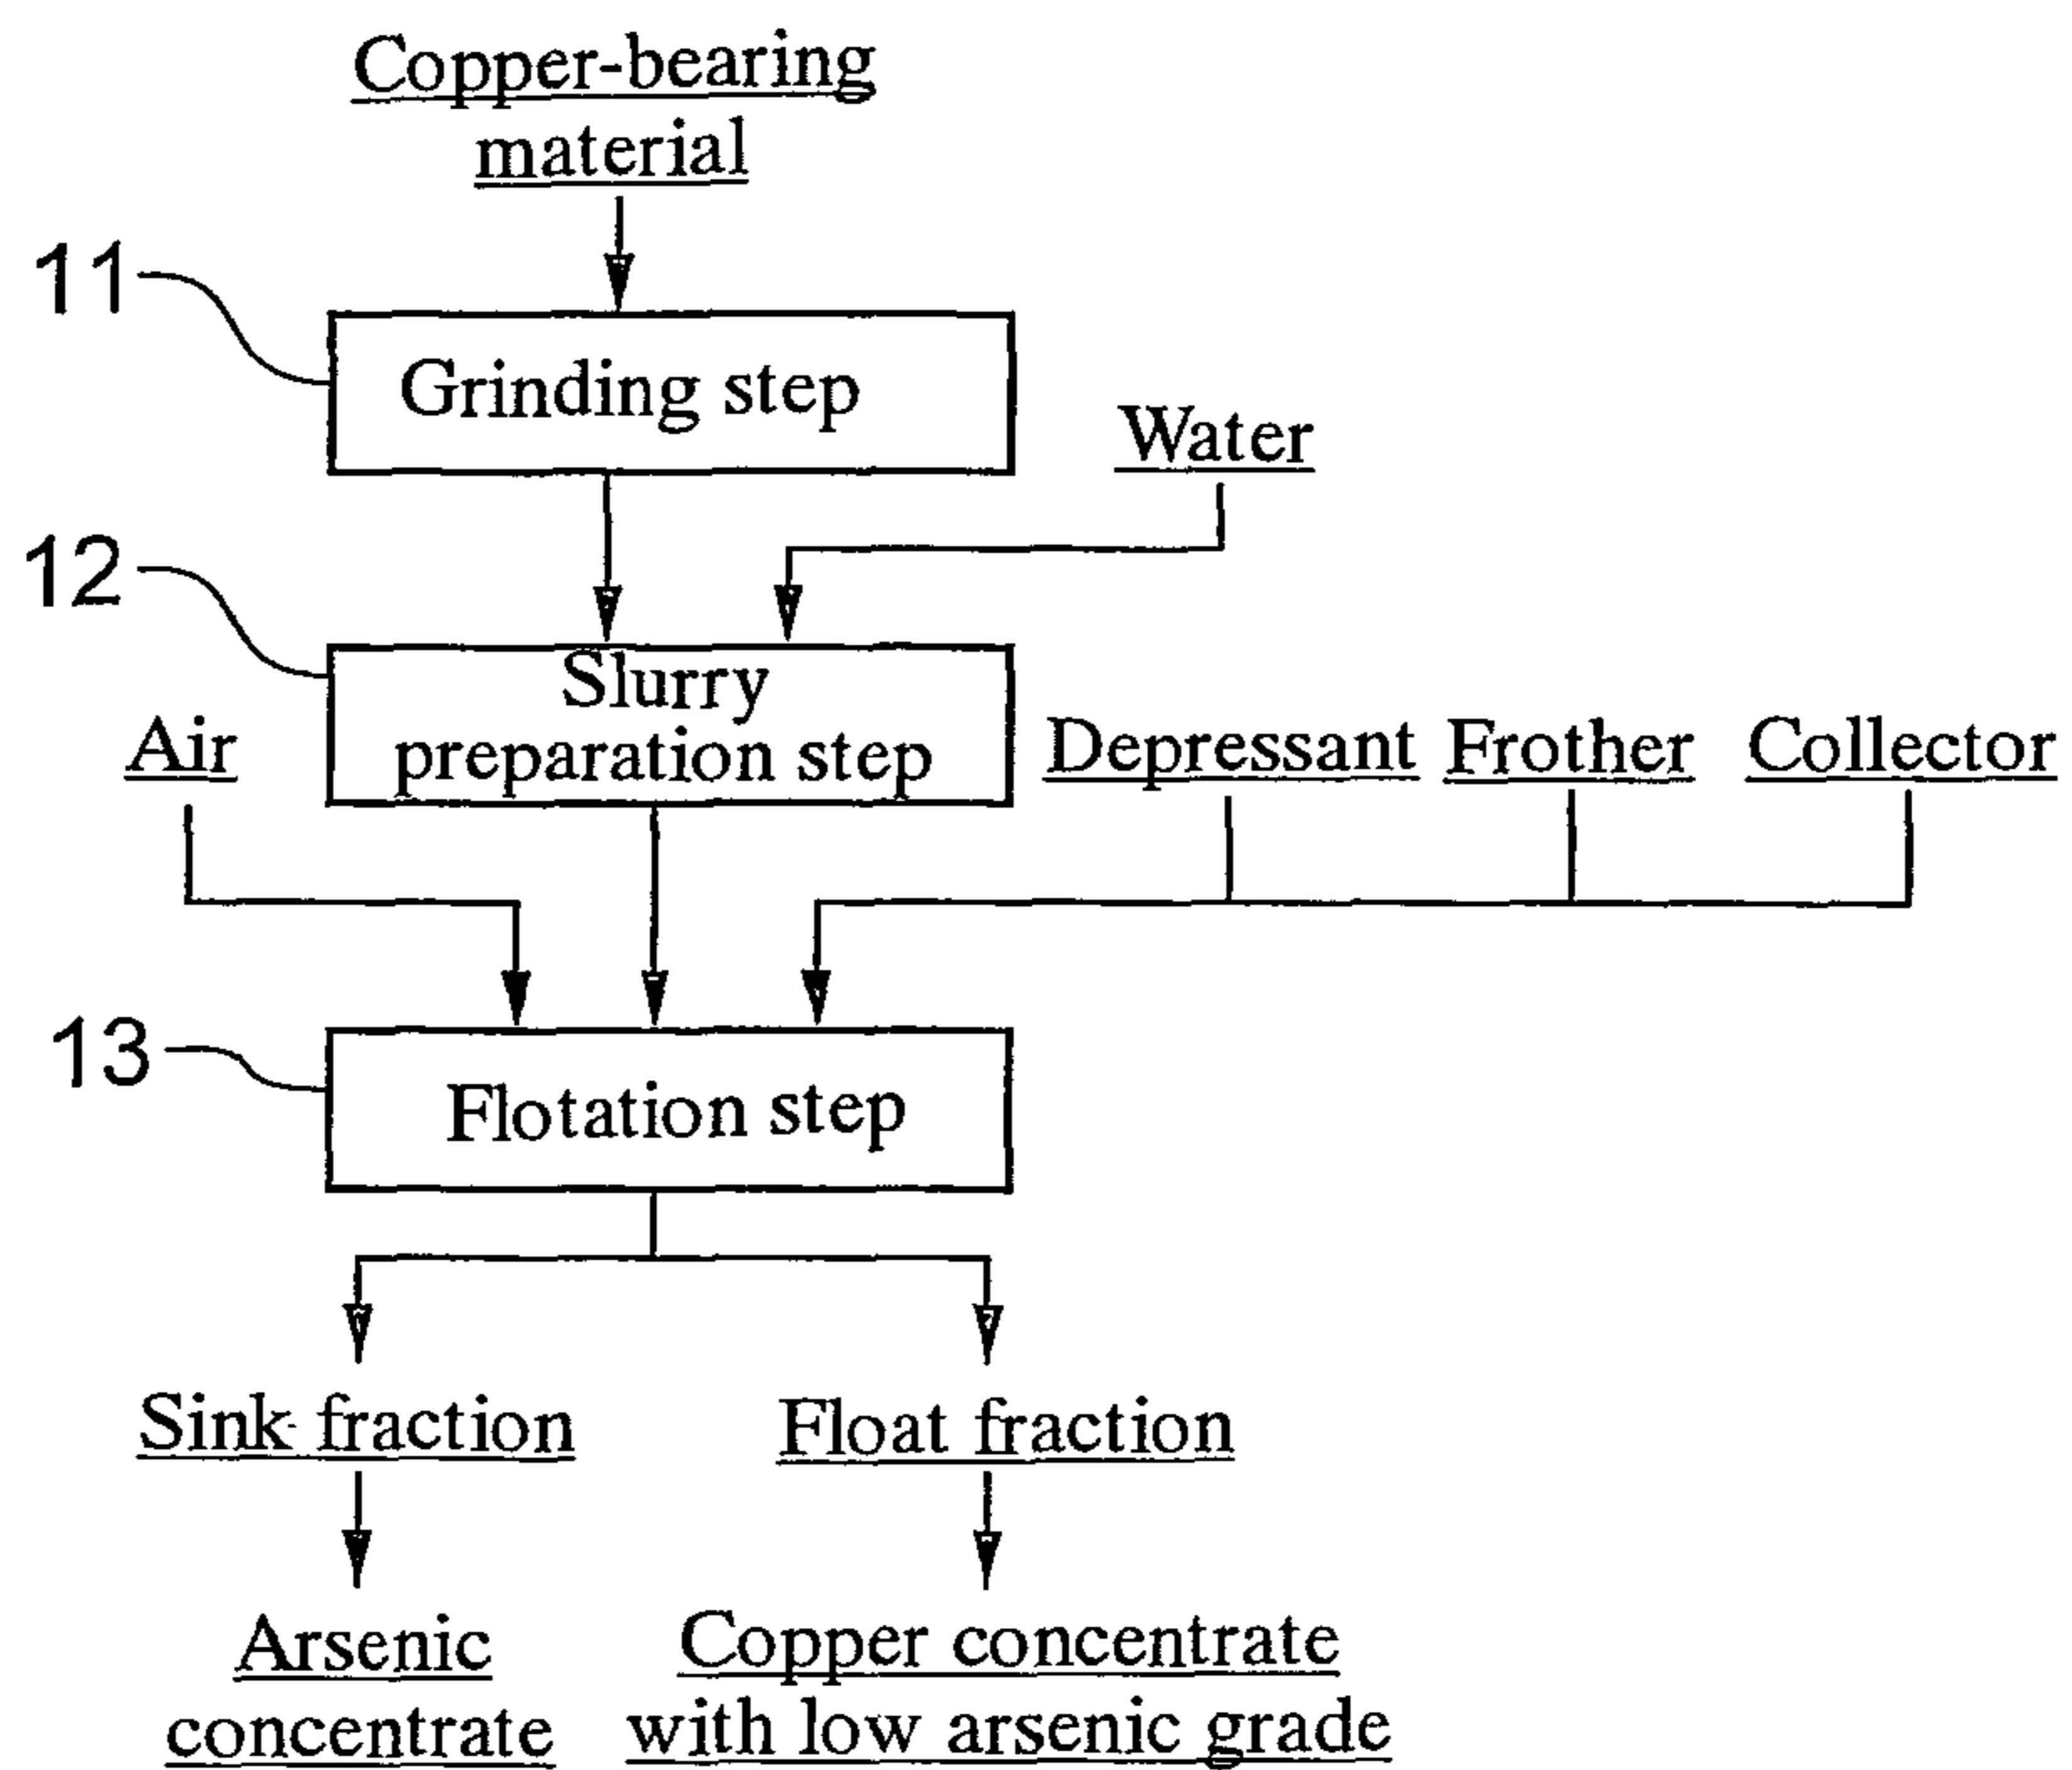 Copper-bearing
material
11
Grinding step
Water
12
Slurry
preparation step
Air
Depressant
Frother
Collector
13
Flotation step
Sink fraction
Float fraction
Arsenic
concentrate
Copper concentrate
with low arsenic grade